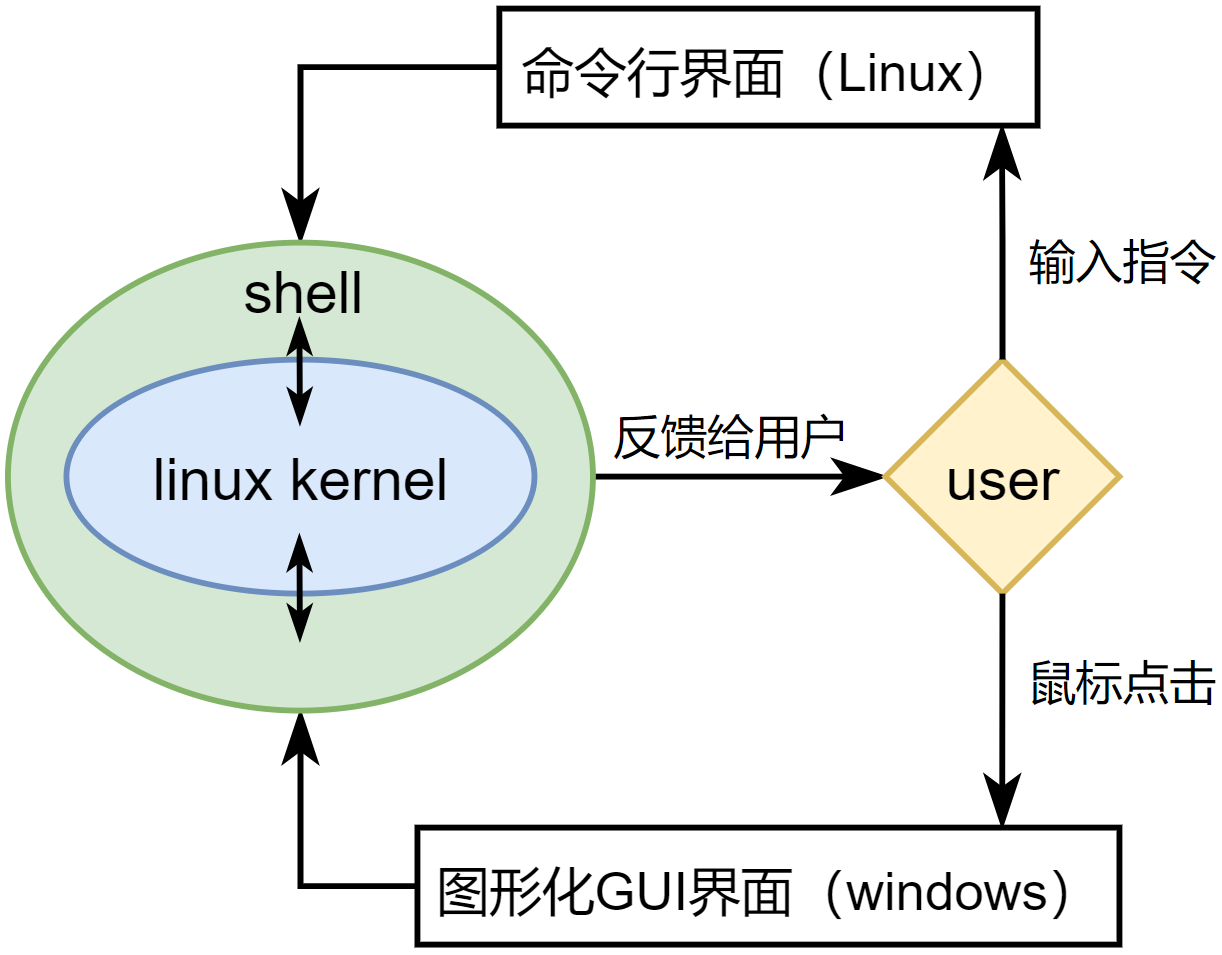 命令行界面（Linux）
输入指令
shell
反馈给用户
linux kernel
user
鼠标点击
图形化GUI界面（windows）